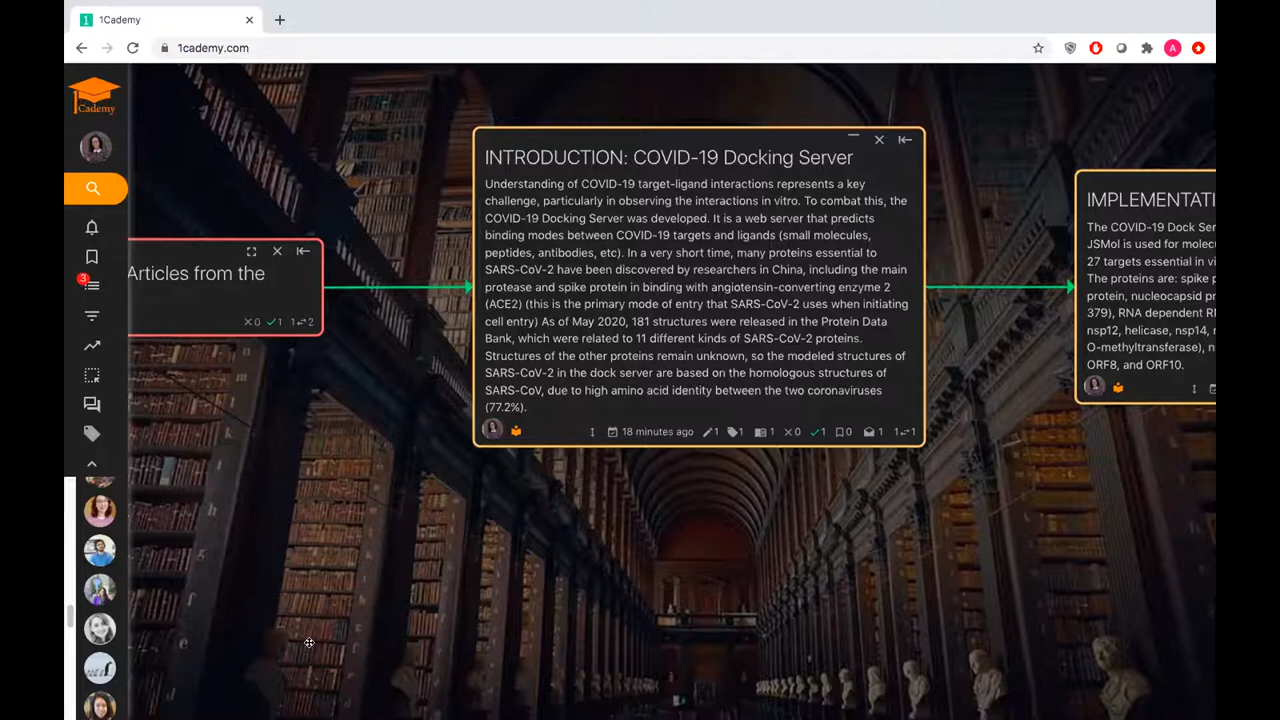 1Cademy
1cademy.com
A
1Cademy
3
Articles from the
0 1 1 2
INTRODUCTION: COVID-19 Docking Server
Understanding of COVID-19 target-ligand interactions represents a key
challenge, particularly in observing the interactions in vitro. To combat this, the
COVID-19 Docking Server was developed. It is a web server that predicts
binding modes between COVID-19 targets and ligands (small molecules,
peptides, antibodies, etc). In a very short time, many proteins essential to
SARS-CoV-2 have been discovered by researchers in China, including the main
protease and spike protein in binding with angiotensin-converting enzyme 2
(ACE2) (this is the primary mode of entry that SARS-CoV-2 uses when initiating
cell entry) As of May 2020, 181 structures were released in the Protein Data
Bank, which were related to 11 different kinds of SARS-CoV-2 proteins.
Structures of the other proteins remain unknown, so the modeled structures of
SARS-CoV-2 in the dock server are based on the homologous structures of
SARS-CoV, due to high amino acid identity between the two coronaviruses
(77.2%).
18 minutes ago 1 1 1 0 1 0 1 1 1
IMPLEMENTATI
The COVID-19 Dock Ser
JSMol is used for molecu
27 targets essential in vi
The proteins are: spike p
protein, nucleocapsid pr
379), RNA dependent RN
nsp12, helicase, nsp14, n
O-methyltransferase), n
ORF8, and ORF10.